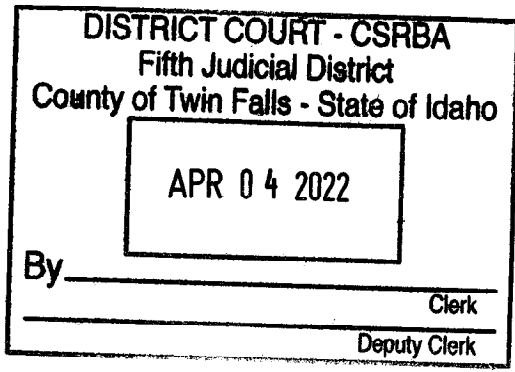 DISTRICT COURT - CSRBA
Fifth Judicial District
County of Twin Falls - State of Idaho
APR 04 2022
By
Clerk
Deputy Clerk